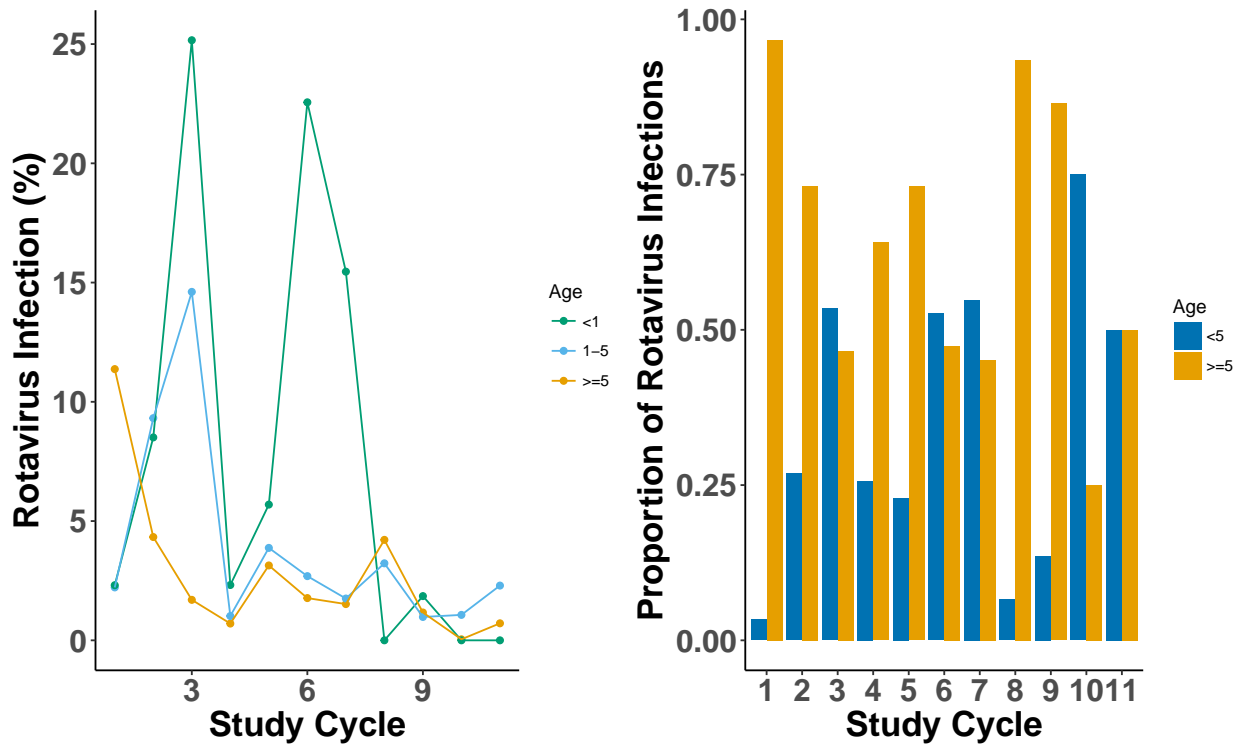 Rotavirus Infection (%)
25
20
15
10
5
0
3 6 9
Study Cycle
Age
<1
1−5
>=5
Proportion of Rotavirus Infections
1.00
0.75
0.50
0.25
0.00
1 2 3 4 5 6 7 8 9 10 11
Study Cycle
Age
<5
>=5